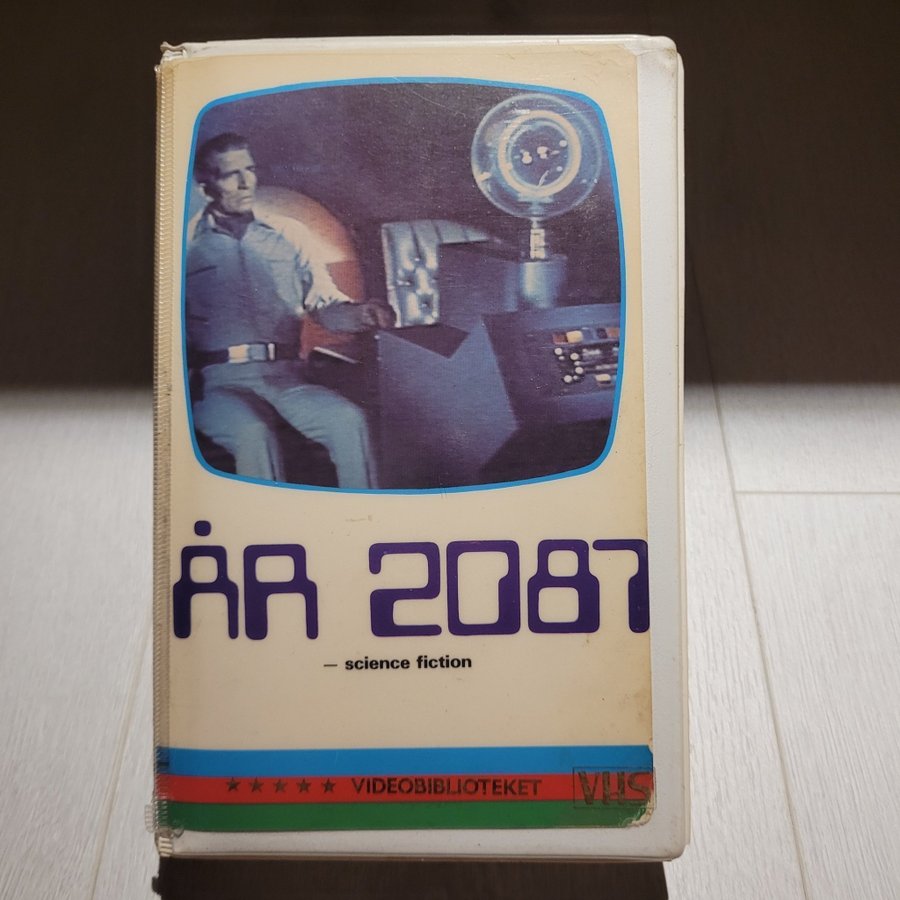 ÅR 2087
– science fiction
★★★★★ VIDEOBIBLIOTEKET VHS